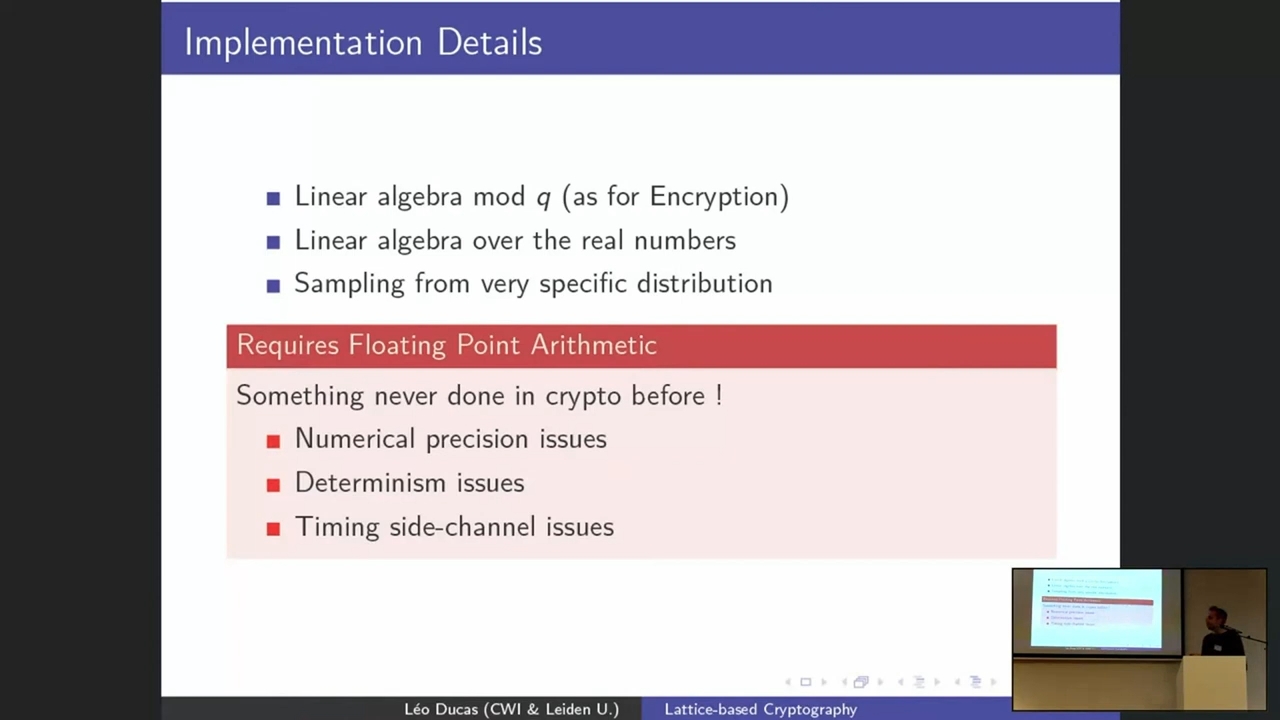 Implementation Details
Linear algebra mod q (as for Encryption)
Linear algebra over the real numbers
Sampling from very specific distribution
Requires Floating Point Arithmetic
Something never done in crypto before !
Numerical precision issues
Determinism issues
Timing side-channel issues
Léo Ducas (CWI & Leiden U.)
Lattice-based Cryptography